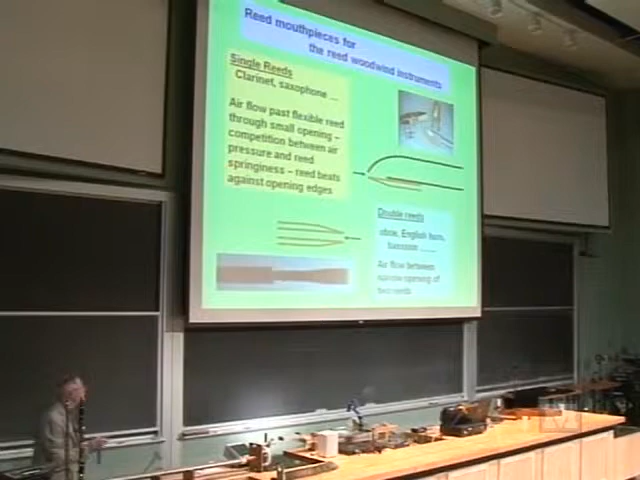 Reed mouthpieces for
the reed woodwind instruments
Single Reeds
Clarinet, saxophone ...
Air flow past flexible reed
through small opening –
competition between air
pressure and reed
springiness – reed beats
against opening edges
Double reeds
oboe, English horn,
bassoon ......
Air flow between
narrow opening of
two reeds